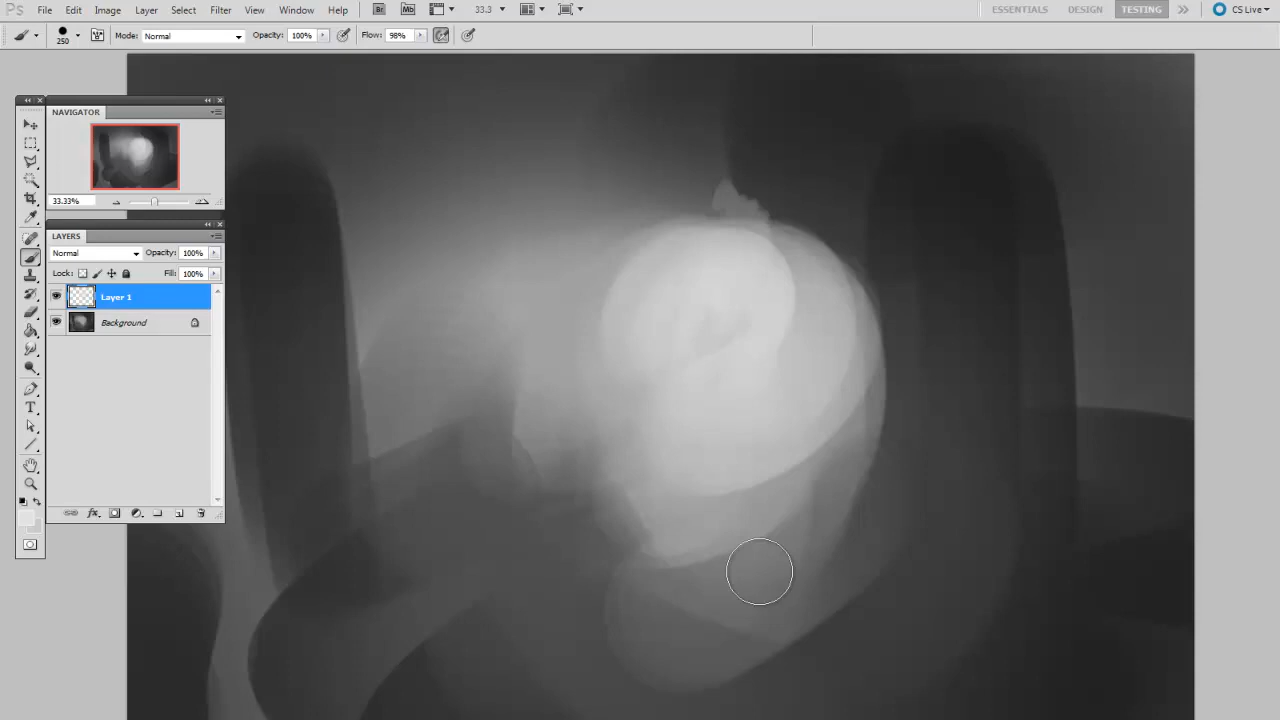 Ps File Edit Image Layer Select Filter View Window Help Br Mb 33.3 ESSENTIALS DESIGN TESTING CS Live
250 Mode: Normal Opacity: 100% Flow: 98%
NAVIGATOR
33.33%
LAYERS
Normal Opacity: 100%
Lock: Fill: 100%
Layer 1
Background
fx
T